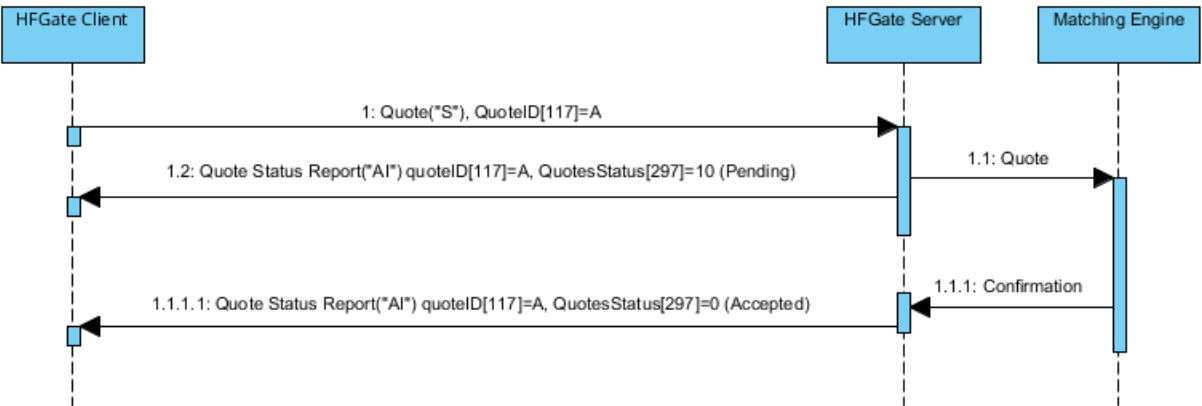 HFGate Client
HFGate Server
Matching Engine
1: Quote("S"), QuoteID[117]=A
1.1: Quote
1.2: Quote Status Report("AI") quoteID[117]=A, QuotesStatus[297]=10 (Pending)
1.1.1: Confirmation
1.1.1.1: Quote Status Report("AI") quoteID[117]=A, QuotesStatus[297]=0 (Accepted)